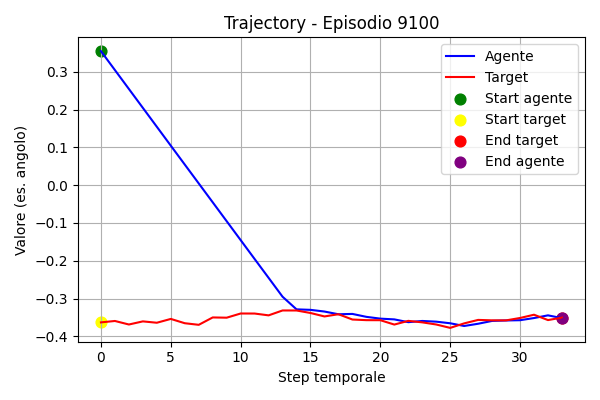 Trajectory - Episodio 9100
Agente
Target
Start agente
Start target
End target
End agente
Valore (es. angolo)
0.3
0.2
0.1
0.0
−0.1
−0.2
−0.3
−0.4
0 5 10 15 20 25 30
Step temporale